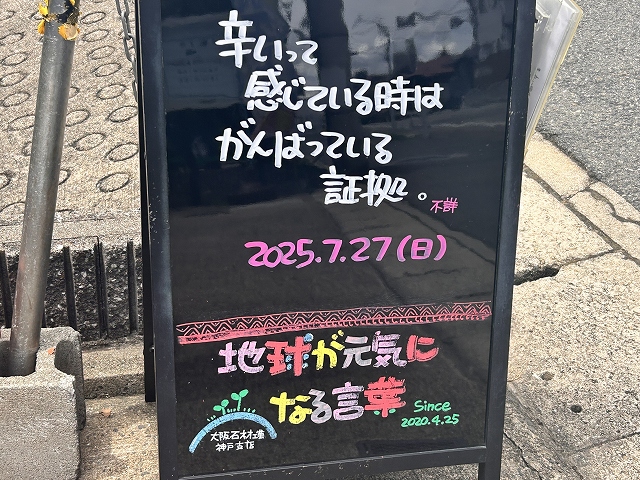 辛いって
感じている時は
がんばっている
証拠。
不詳
2025.7.27(日)
地球が元気に
なる言葉
Since
2020.4.25
大阪石材工業
神戸支店